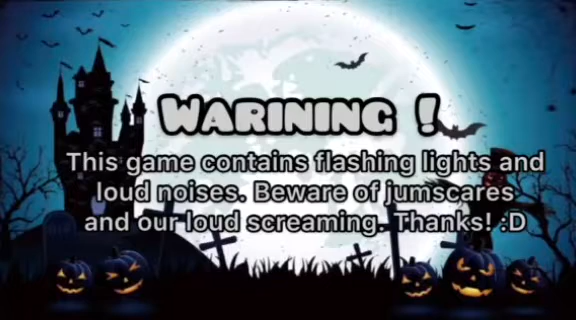 WARINING !
This game contains flashing lights and
loud noises. Beware of jumscares
and our loud screaming. Thanks! :D